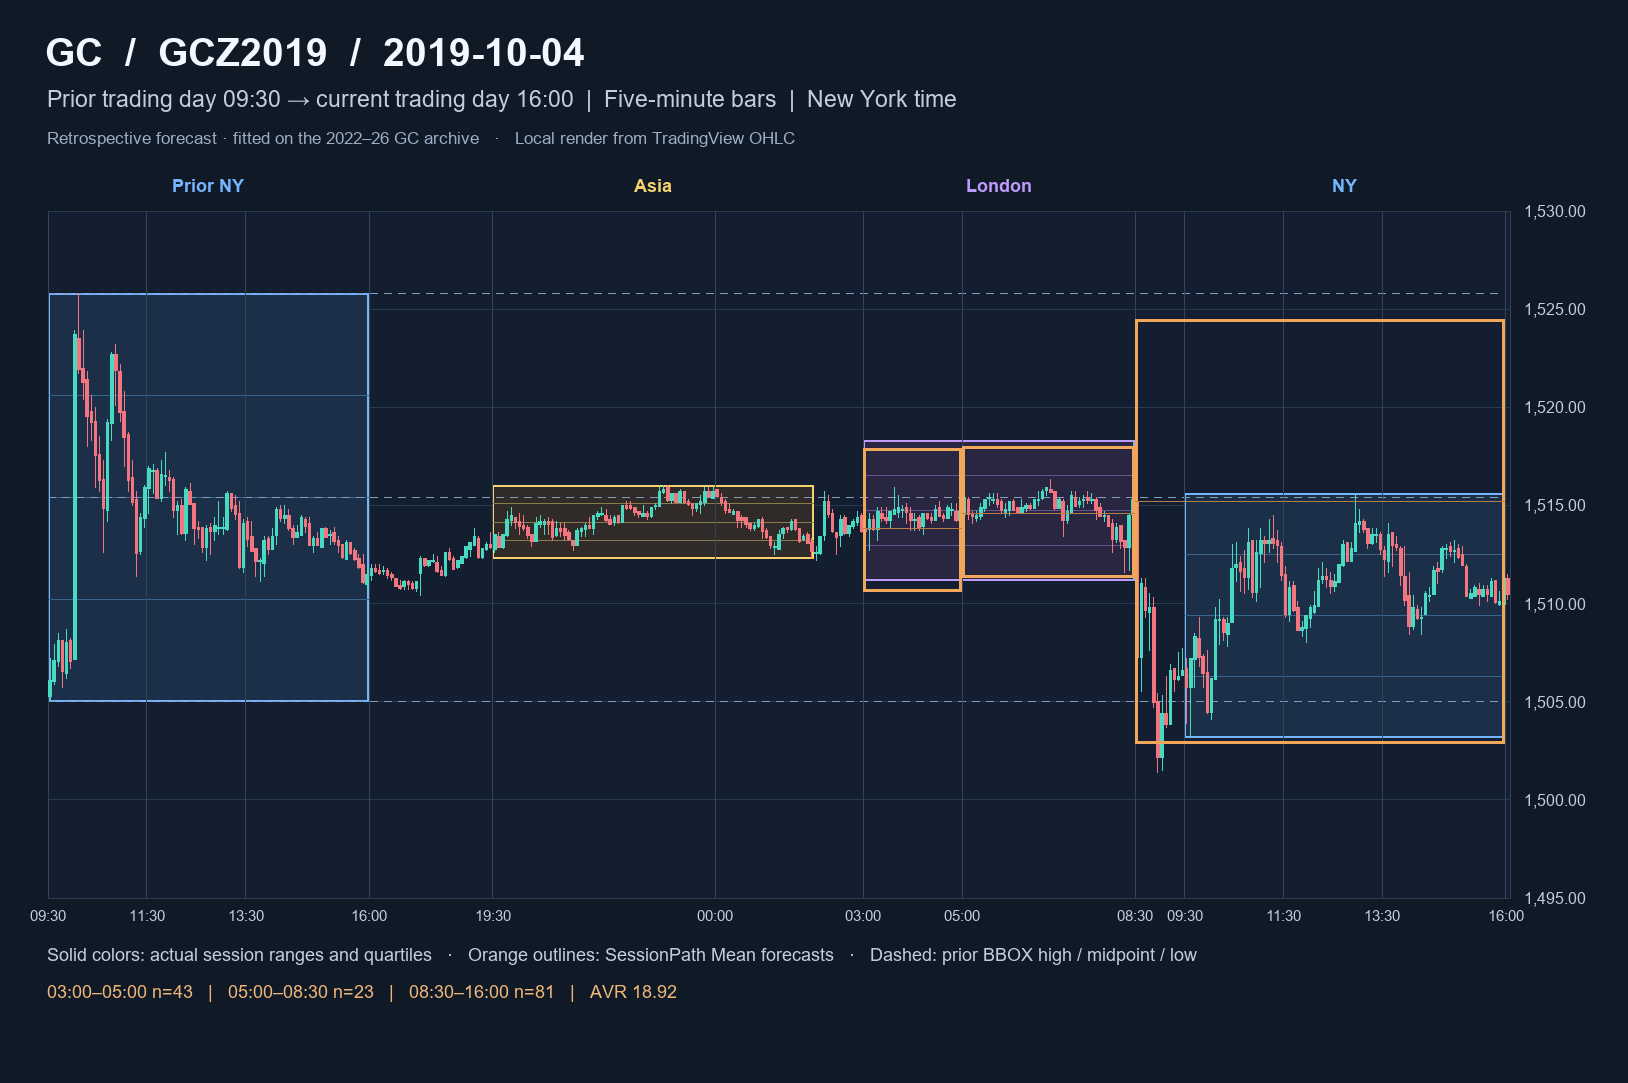 GC / GCZ2019 / 2019-10-04
Prior trading day 09:30 → current trading day 16:00 | Five-minute bars | New York time
Retrospective forecast · fitted on the 2022–26 GC archive · Local render from TradingView OHLC
Prior NY Asia London NY
1,530.00
1,525.00
1,520.00
1,515.00
1,510.00
1,505.00
1,500.00
1,495.00
09:30 11:30 13:30 16:00 19:30 00:00 03:00 05:00 08:30 09:30 11:30 13:30 16:00
Solid colors: actual session ranges and quartiles · Orange outlines: SessionPath Mean forecasts · Dashed: prior BBOX high / midpoint / low
03:00–05:00 n=43 | 05:00–08:30 n=23 | 08:30–16:00 n=81 | AVR 18.92